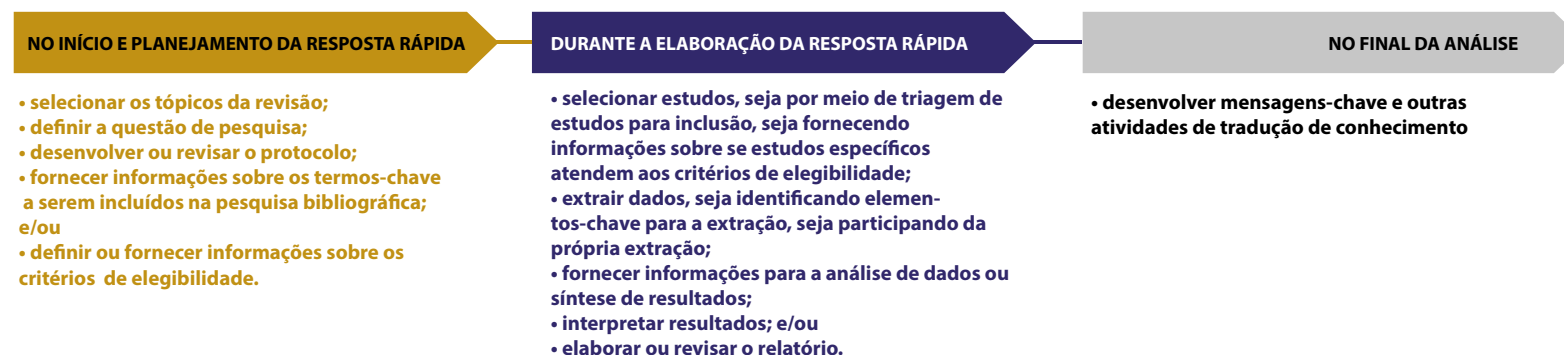 NO INÍCIO E PLANEJAMENTO DA RESPOSTA RÁPIDA
• selecionar os tópicos da revisão;
• definir a questão de pesquisa;
• desenvolver ou revisar o protocolo;
• fornecer informações sobre os termos-chave
a serem incluídos na pesquisa bibliográfica;
e/ou
• definir ou fornecer informações sobre os
critérios de elegibilidade.
DURANTE A ELABORAÇÃO DA RESPOSTA RÁPIDA
• selecionar estudos, seja por meio de triagem de
estudos para inclusão, seja fornecendo
informações sobre se estudos específicos
atendem aos critérios de elegibilidade;
• extrair dados, seja identificando elemen-
tos-chave para a extração, seja participando da
própria extração;
• fornecer informações para a análise de dados ou
síntese de resultados;
• interpretar resultados; e/ou
• elaborar ou revisar o relatório.
NO FINAL DA ANÁLISE
• desenvolver mensagens-chave e outras
atividades de tradução de conhecimento